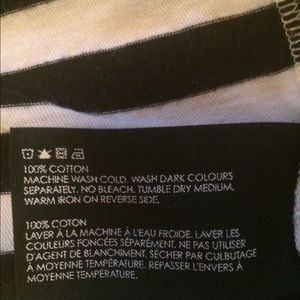 100% COTTON
MACHINE WASH COLD. WASH DARK COLOURS
SEPARATELY. NO BLEACH. TUMBLE DRY MEDIUM,
WARM IRON ON REVERSE SIDE.
100% COTON
LAVER À LA MACHINE À L'EAU FROIDE. LAVER LES
COULEURS FONCÉES SÉPARÉMENT. NE PAS UTILISER
D'AGENT DE BLANCHIMENT. SÉCHER PAR CULBUTAGE
À MOYENNE TEMPÉRATURE. REPASSER L'ENVERS À
MOYENNE TEMPÉRATURE.